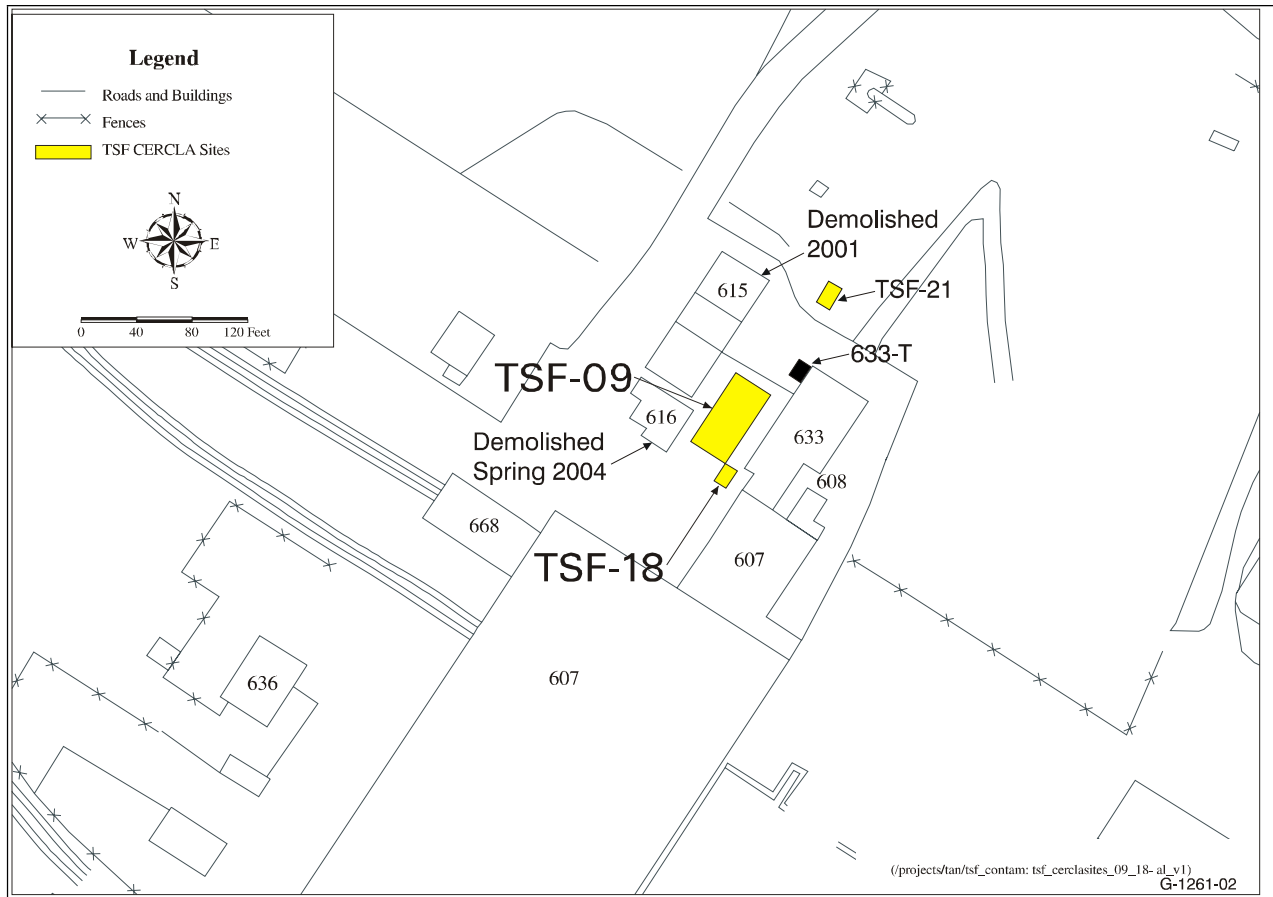 Legend
Roads and Buildings
Fences
TSF CERCLA Sites
N
W E
S
0 40 80 120 Feet
Demolished
2001
615
TSF-21
633-T
TSF-09
616
633
Demolished
Spring 2004
608
668
607
TSF-18
607
636
(/projects/tan/tsf_contam: tsf_cerclasites_09_18- al_v1)
G-1261-02